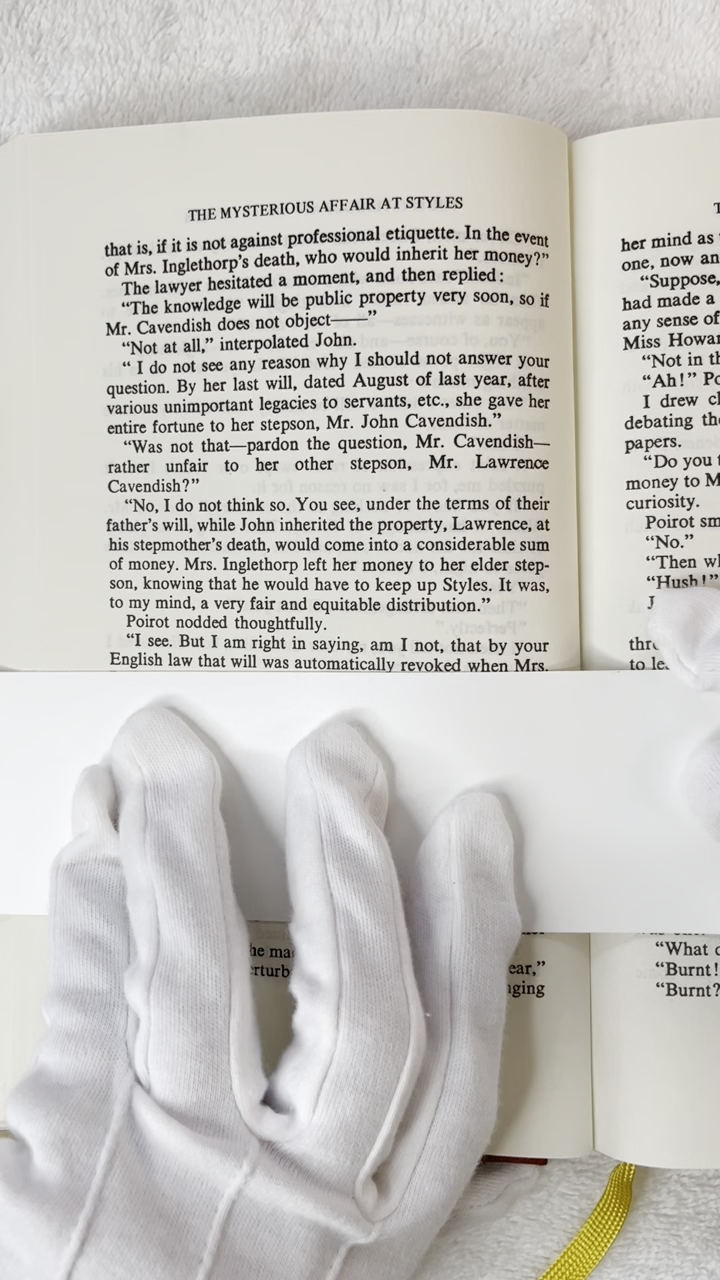 THE MYSTERIOUS AFFAIR AT STYLES
that is, if it is not against professional etiquette. In the event
of Mrs. Inglethorp’s death, who would inherit her money?”
The lawyer hesitated a moment, and then replied:
“The knowledge will be public property very soon, so if
Mr. Cavendish does not object——”
“Not at all,” interpolated John.
“ I do not see any reason why I should not answer your
question. By her last will, dated August of last year, after
various unimportant legacies to servants, etc., she gave her
entire fortune to her stepson, Mr. John Cavendish.”
“Was not that—pardon the question, Mr. Cavendish—
rather unfair to her other stepson, Mr. Lawrence
Cavendish?”
“No, I do not think so. You see, under the terms of their
father’s will, while John inherited the property, Lawrence, at
his stepmother’s death, would come into a considerable sum
of money. Mrs. Inglethorp left her money to her elder step-
son, knowing that he would have to keep up Styles. It was,
to my mind, a very fair and equitable distribution.”
Poirot nodded thoughtfully.
“I see. But I am right in saying, am I not, that by your
English law that will was automatically revoked when Mrs.
her mind as
one, now an
“Suppose,
had made a
any sense of
Miss Howar
“Not in th
“Ah!” Po
I drew cl
debating the
papers.
“Do you t
money to M
curiosity.
Poirot sm
“No.”
“Then wh
“Hush!”
to le
“What
“Burnt!
“Burnt?